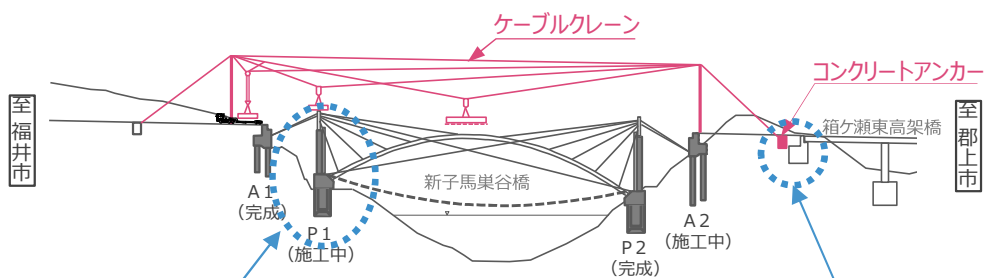 ケーブルクレーン
コンクリートアンカー
至 福井市
箱ケ瀬東高架橋
至 郡上市
新子馬巣谷橋
A1
(完成)
P1
(施工中)
P2
(完成)
A2
(施工中)